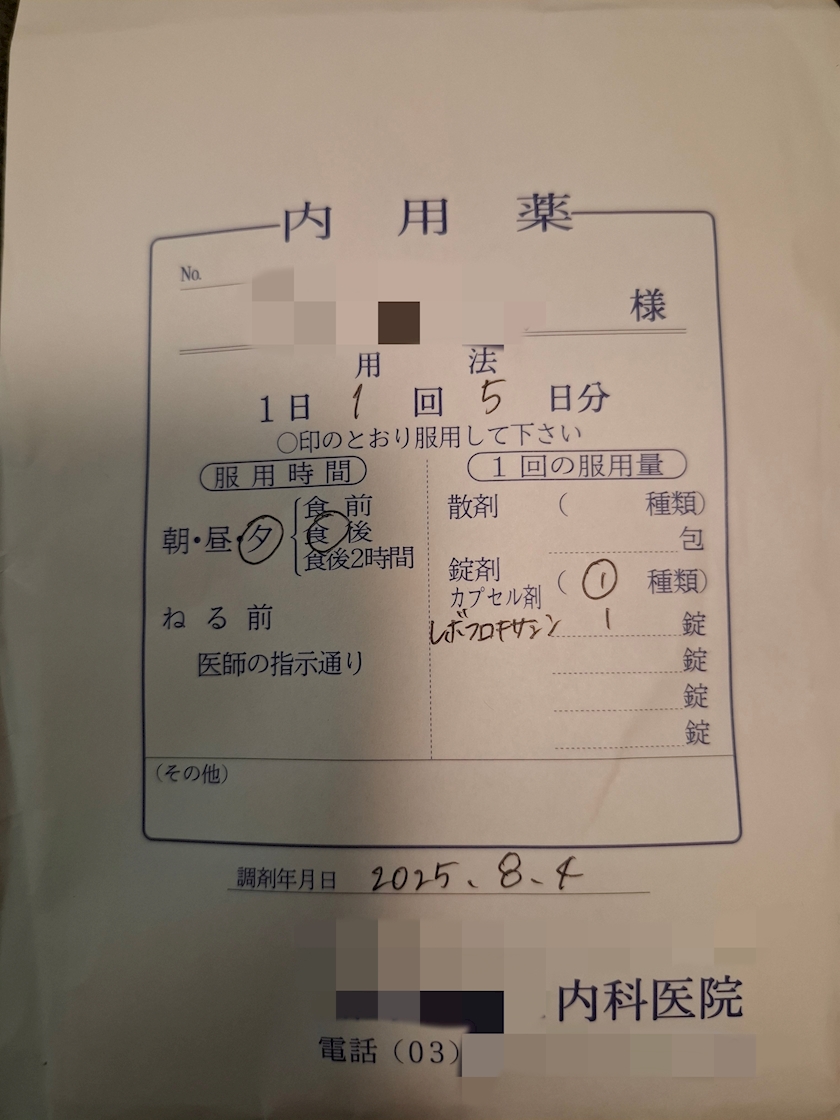 内用薬
No.
様
用法
1日 1 回 5 日分
○印のとおり服用して下さい
服用時間
朝・昼・夕
食前
食後
食後2時間
ねる前
医師の指示通り
1回の服用量
散剤 ( 種類)
包
錠剤
カプセル剤 ( 1 種類)
レボフロキサシン 1 錠
錠
錠
錠
(その他)
調剤年月日 2025.8.4
内科医院
電話(03)